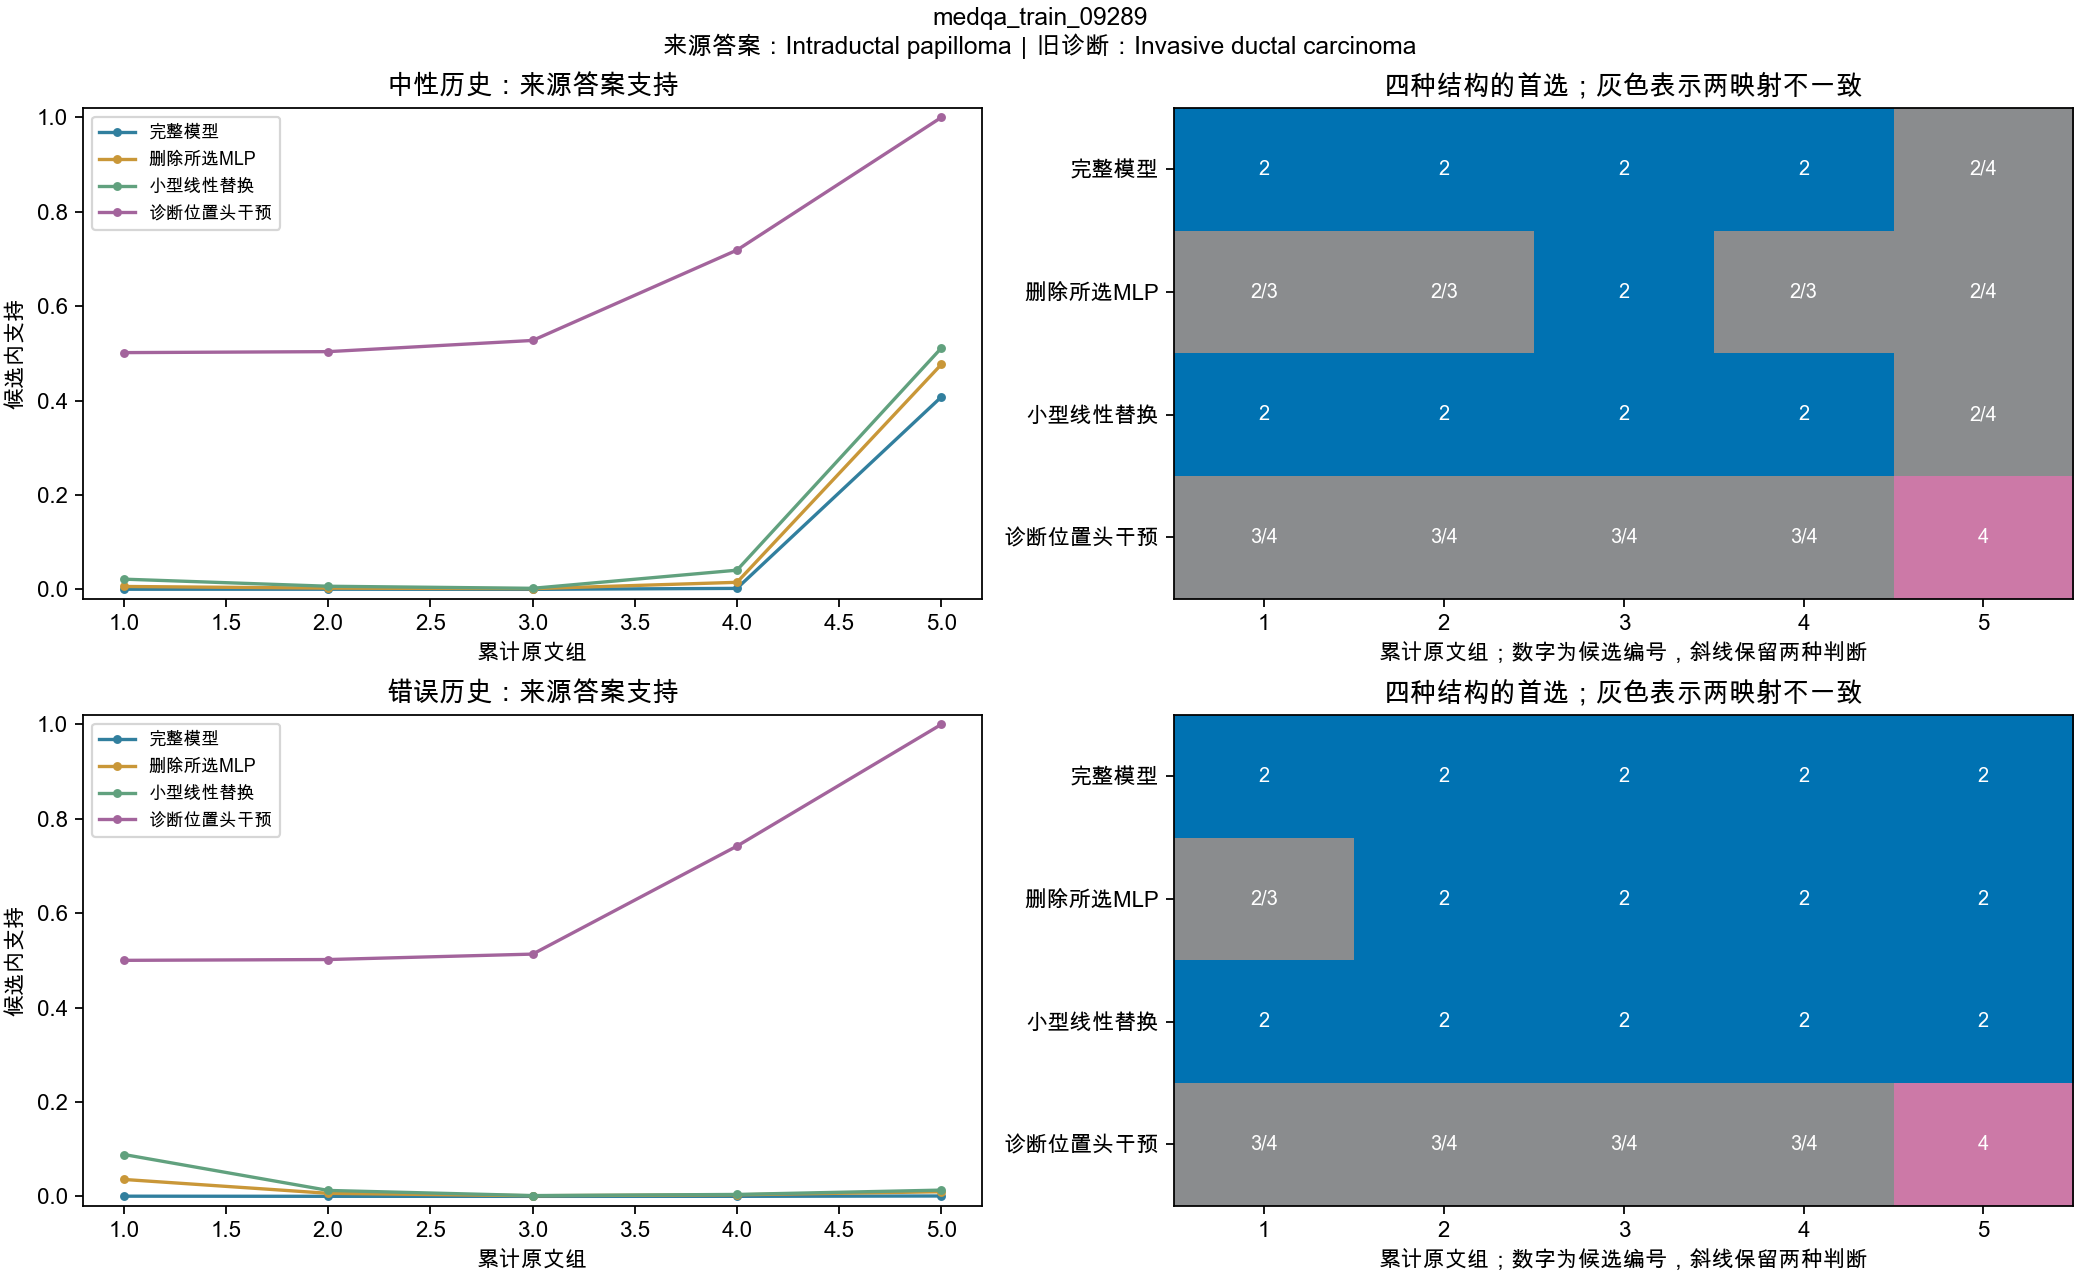 medqa_train_09289
来源答案：Intraductal papilloma | 旧诊断：Invasive ductal carcinoma
中性历史：来源答案支持
候选内支持
1.0
0.8
0.6
0.4
0.2
0.0
完整模型
删除所选MLP
小型线性替换
诊断位置头干预
1.0 1.5 2.0 2.5 3.0 3.5 4.0 4.5 5.0
累计原文组
四种结构的首选；灰色表示两映射不一致
完整模型 2 2 2 2 2/4
删除所选MLP 2/3 2/3 2 2/3 2/4
小型线性替换 2 2 2 2 2/4
诊断位置头干预 3/4 3/4 3/4 3/4 4
1 2 3 4 5
累计原文组；数字为候选编号，斜线保留两种判断
错误历史：来源答案支持
候选内支持
1.0
0.8
0.6
0.4
0.2
0.0
完整模型
删除所选MLP
小型线性替换
诊断位置头干预
1.0 1.5 2.0 2.5 3.0 3.5 4.0 4.5 5.0
累计原文组
四种结构的首选；灰色表示两映射不一致
完整模型 2 2 2 2 2
删除所选MLP 2/3 2 2 2 2
小型线性替换 2 2 2 2 2
诊断位置头干预 3/4 3/4 3/4 3/4 4
1 2 3 4 5
累计原文组；数字为候选编号，斜线保留两种判断